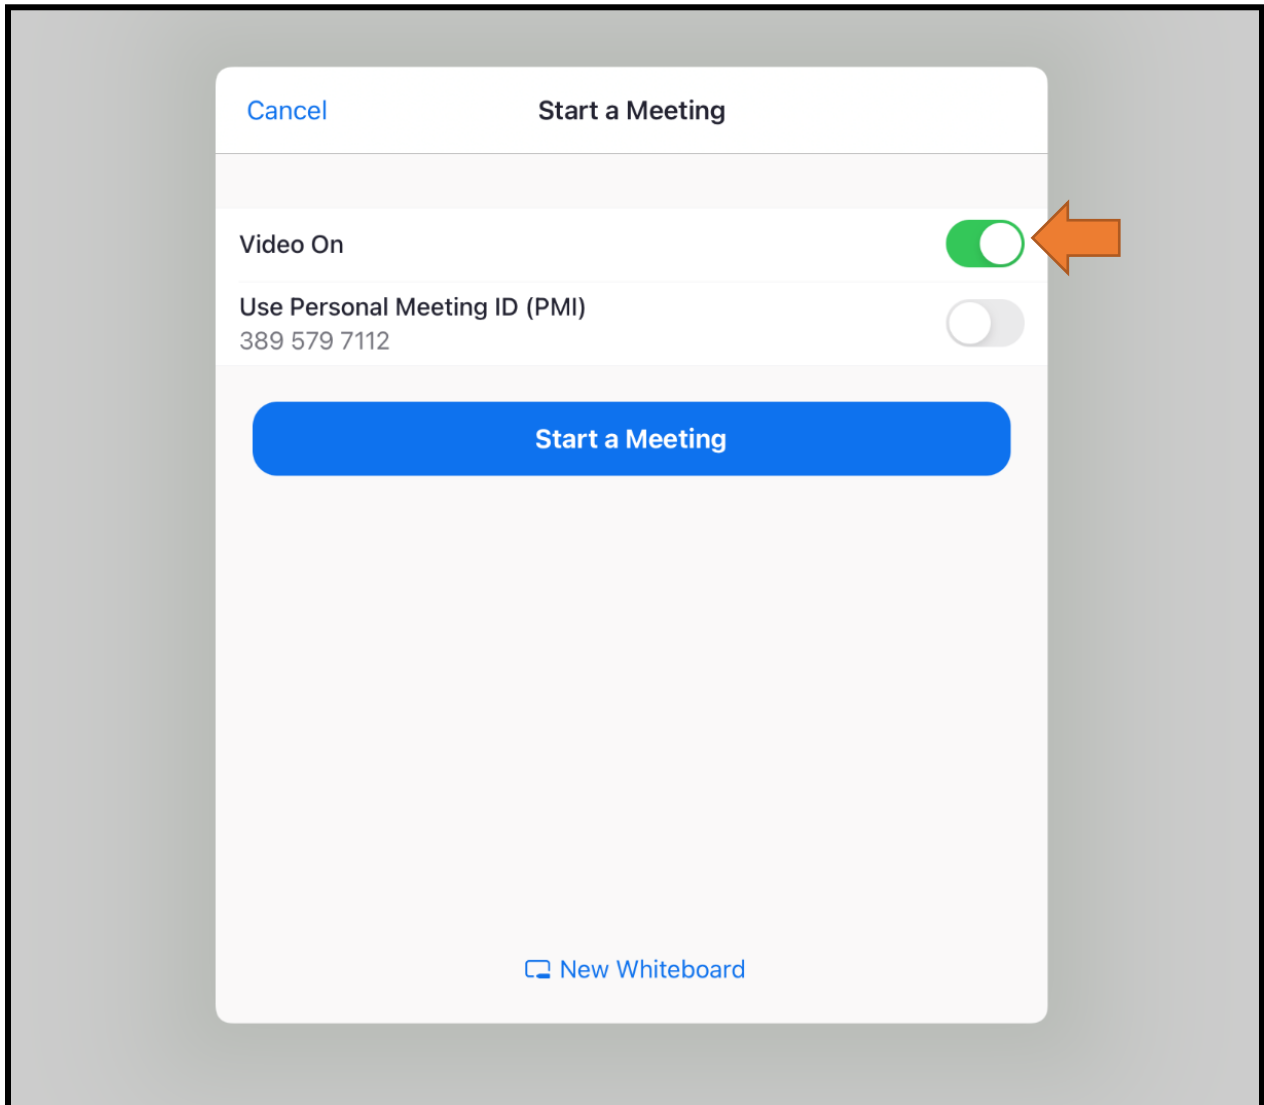 Cancel
Start a Meeting
Video On
Use Personal Meeting ID (PMI)
389 579 7112
Start a Meeting
New Whiteboard